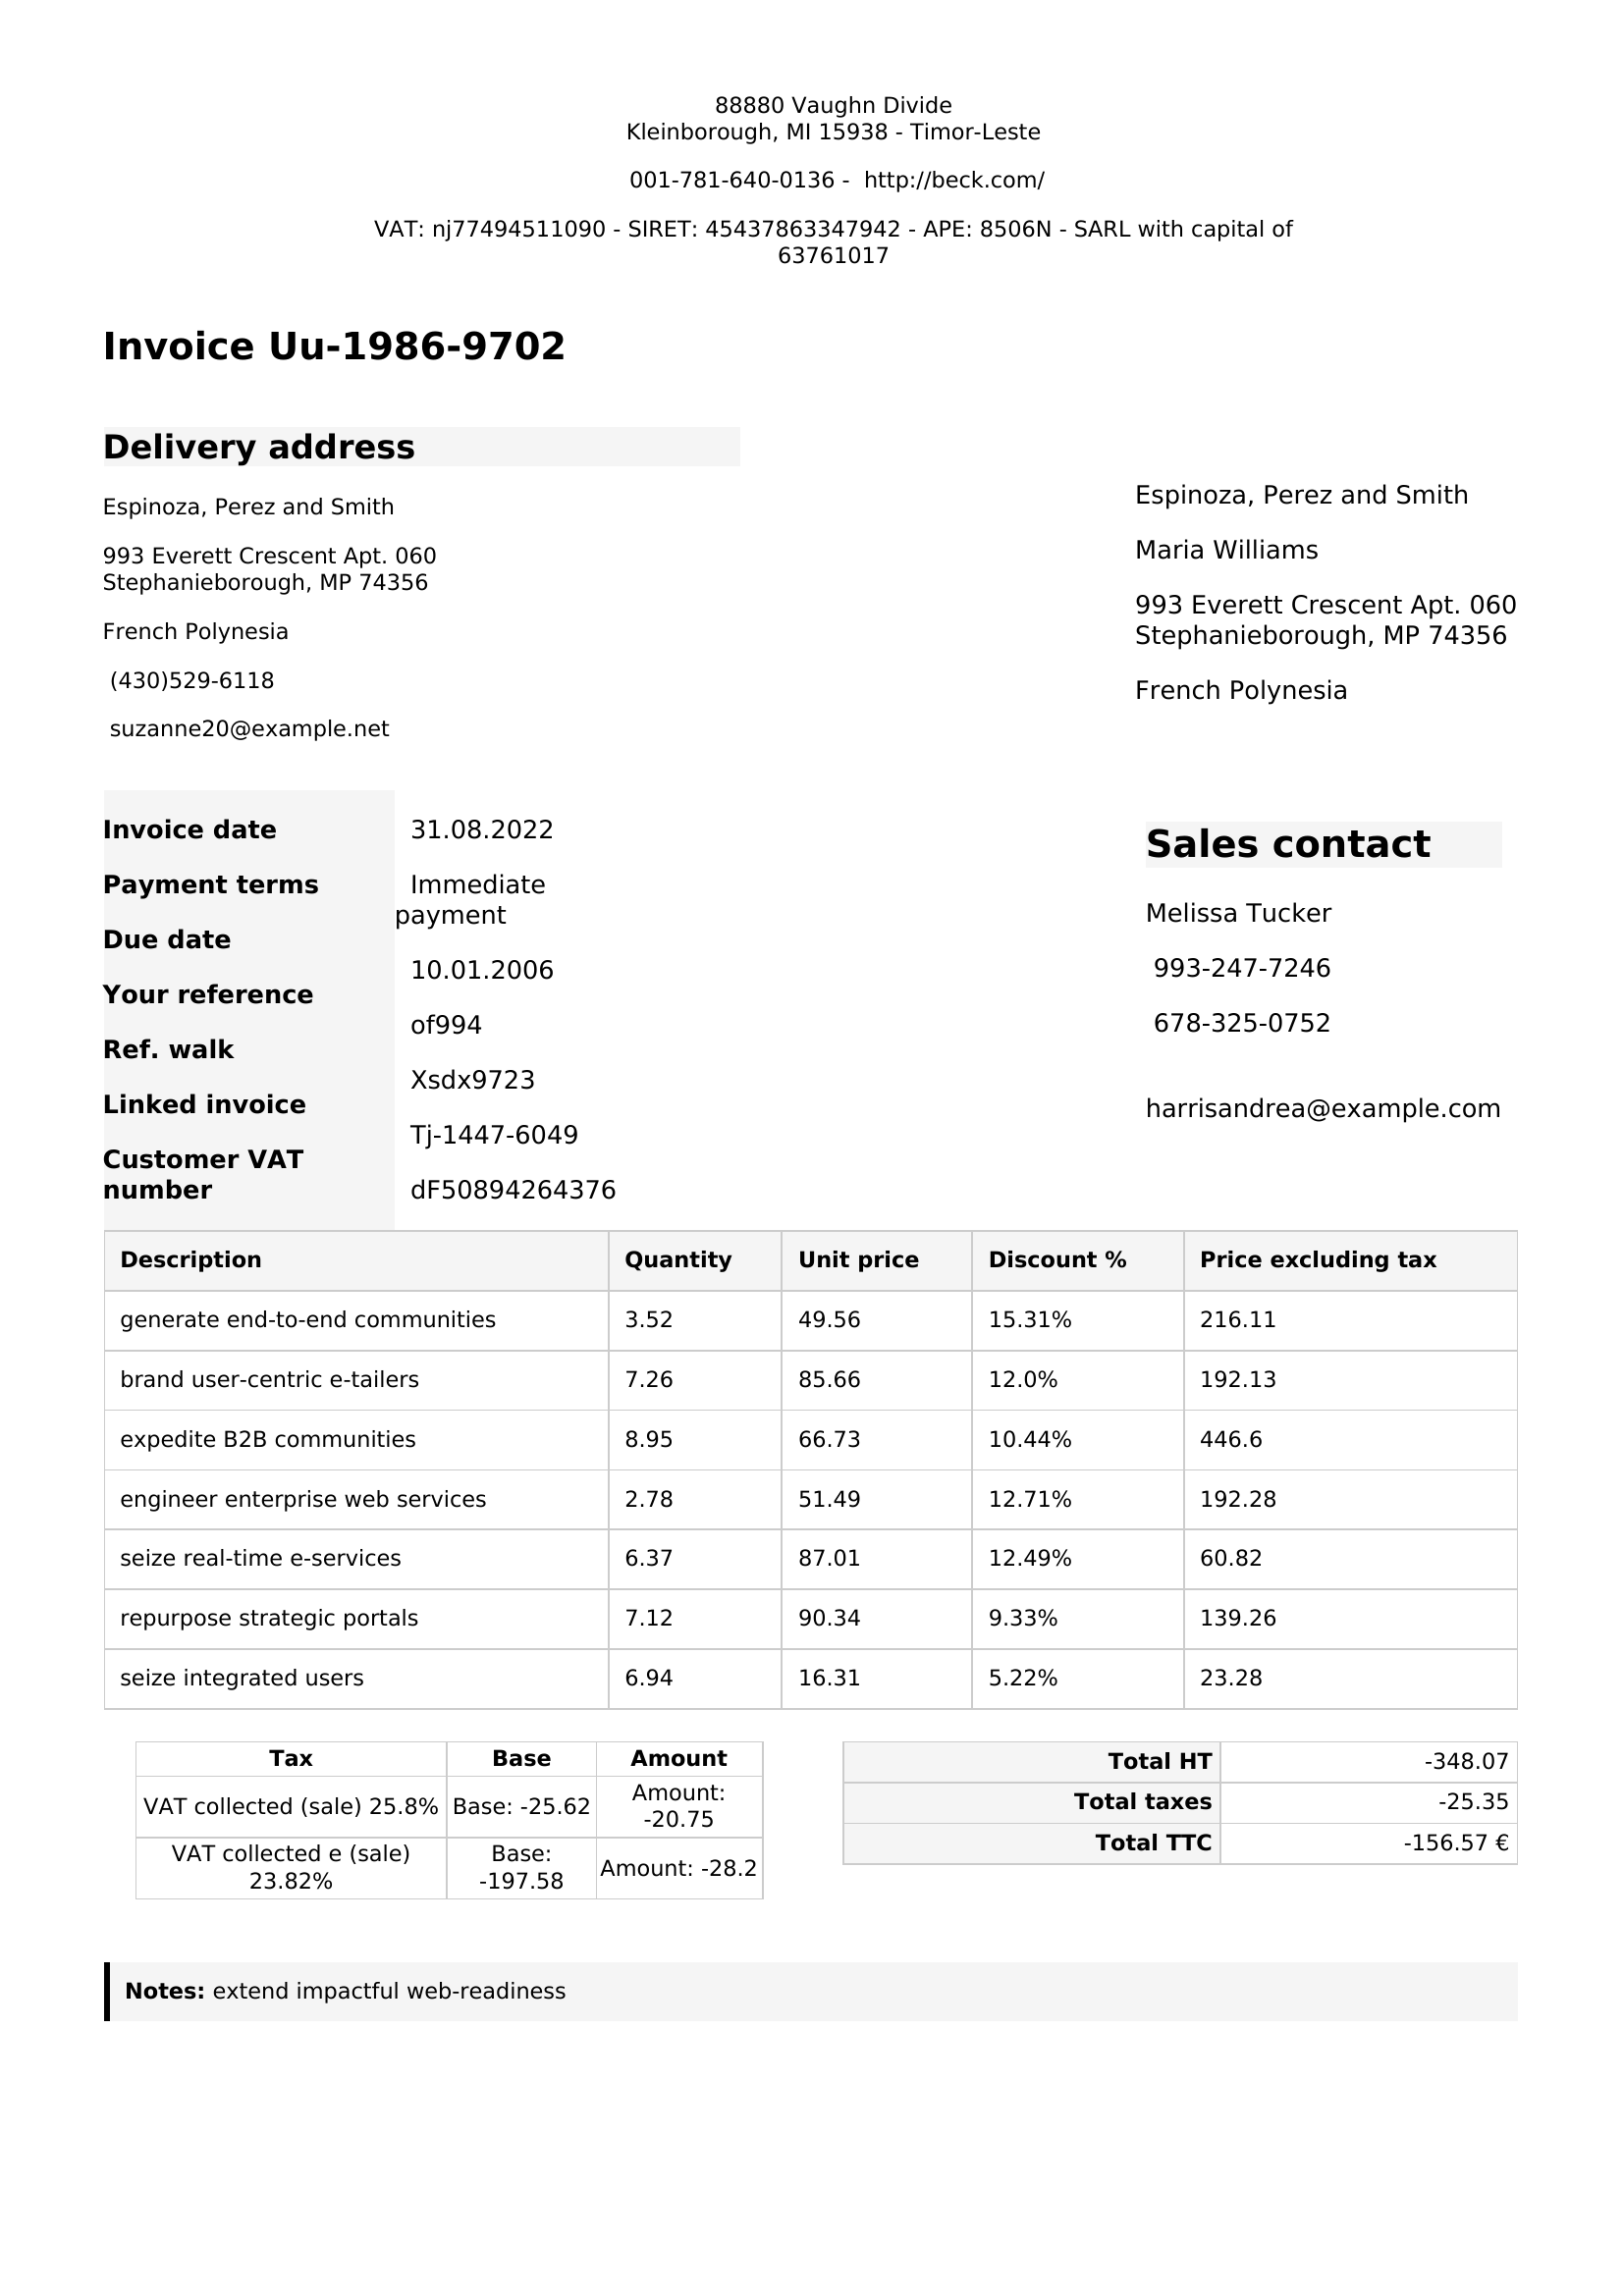 88880 Vaughn Divide
Kleinborough, MI 15938 - Timor-Leste
001-781-640-0136 -  http://beck.com/
VAT: nj77494511090 - SIRET: 45437863347942 - APE: 8506N - SARL with capital of
63761017
Invoice Uu-1986-9702
Delivery address
Espinoza, Perez and Smith
993 Everett Crescent Apt. 060
Stephanieborough, MP 74356
French Polynesia
(430)529-6118
suzanne20@example.net
Espinoza, Perez and Smith
Maria Williams
993 Everett Crescent Apt. 060
Stephanieborough, MP 74356
French Polynesia
Invoice date
Payment terms
Due date
Your reference
Ref. walk
Linked invoice
Customer VAT
number
31.08.2022
Immediate
payment
10.01.2006
of994
Xsdx9723
Tj-1447-6049
dF50894264376
Sales contact
Melissa Tucker
993-247-7246
678-325-0752
harrisandrea@example.com
Description Quantity Unit price Discount % Price excluding tax
generate end-to-end communities 3.52 49.56 15.31% 216.11
brand user-centric e-tailers 7.26 85.66 12.0% 192.13
expedite B2B communities 8.95 66.73 10.44% 446.6
engineer enterprise web services 2.78 51.49 12.71% 192.28
seize real-time e-services 6.37 87.01 12.49% 60.82
repurpose strategic portals 7.12 90.34 9.33% 139.26
seize integrated users 6.94 16.31 5.22% 23.28
Tax Base Amount
VAT collected (sale) 25.8% Base: -25.62 Amount:
-20.75
VAT collected e (sale)
23.82%
Base:
-197.58
Amount: -28.2
Total HT -348.07
Total taxes -25.35
Total TTC -156.57 €
Notes: extend impactful web-readiness